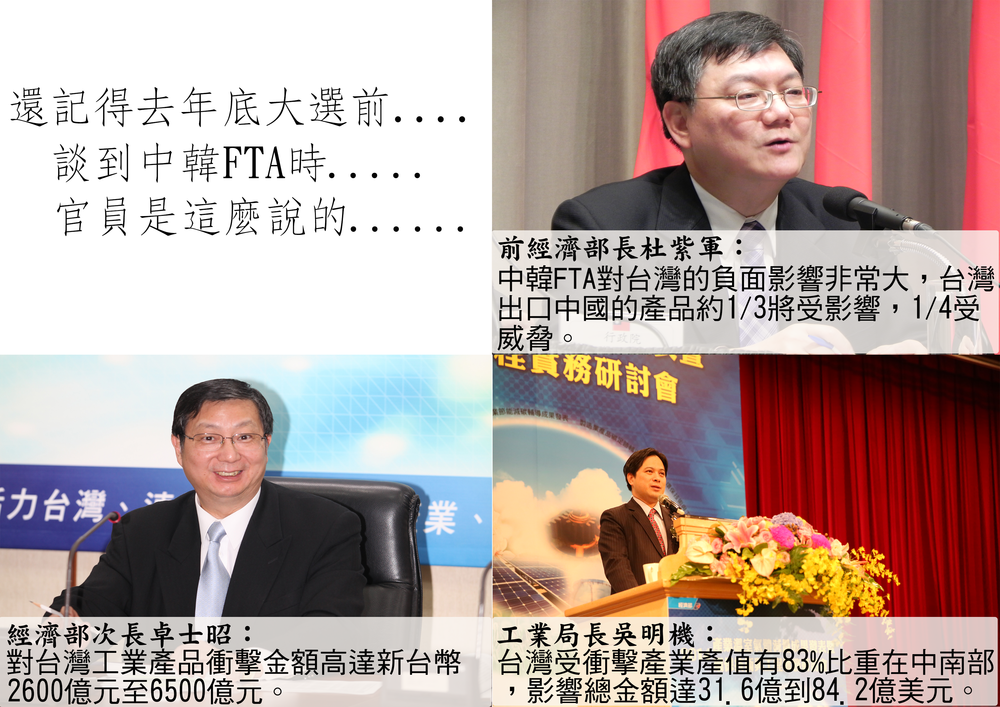 還記得去年底大選前....
談到中韓FTA時.....
官員是這麼說的......
前經濟部長杜紫軍：
中韓FTA對台灣的負面影響非常大，台灣
出口中國的產品約1/3將受影響，1/4受
威脅。
行政院
活力台灣、
業、
經濟部次長卓士昭：
對台灣工業產品衝擊金額高達新台幣
2600億元至6500億元。
程實務研討會
工業局長吳明機：
台灣受衝擊產業產值有83%比重在中南部
，影響總金額達31.6億到84.2億美元。